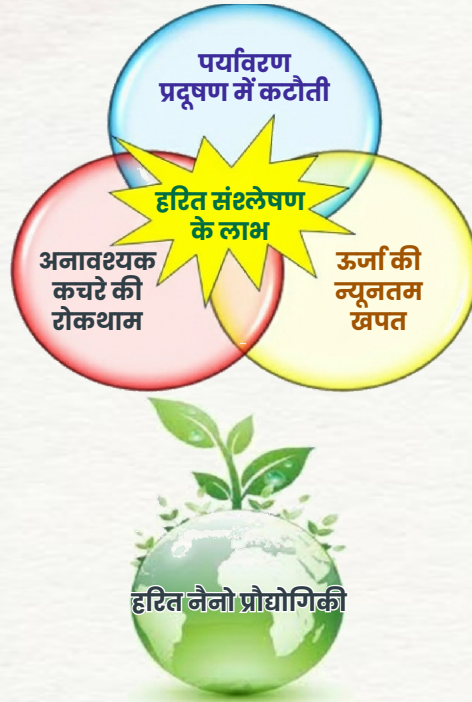 पर्यावरण
प्रदूषण में कटौती
हरित संश्लेषण
के लाभ
अनावश्यक
कचरे की
रोकथाम
ऊर्जा की
न्यूनतम
खपत
हरित नैनो प्रौद्योगिकी